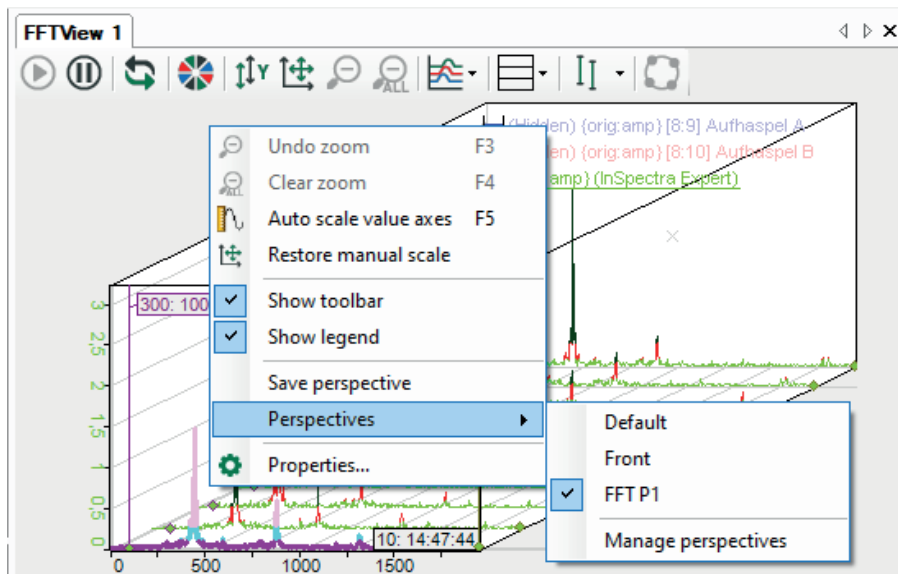 FFTView 1
Y
ALL
(Hidden) {orig:amp} [8:9] Aufhaspel A
en) {orig:amp} [8:10] Aufhaspel B
amp} (InSpectra Expert)
Undo zoom F3
Clear zoom F4
ALL
Auto scale value axes F5
Restore manual scale
Show toolbar
Show legend
Save perspective
Perspectives
Properties...
Default
Front
FFT P1
Manage perspectives
300: 100
3
2,5
2
1,5
1
0,5
0
10: 14:47:44
0 500 1000 1500